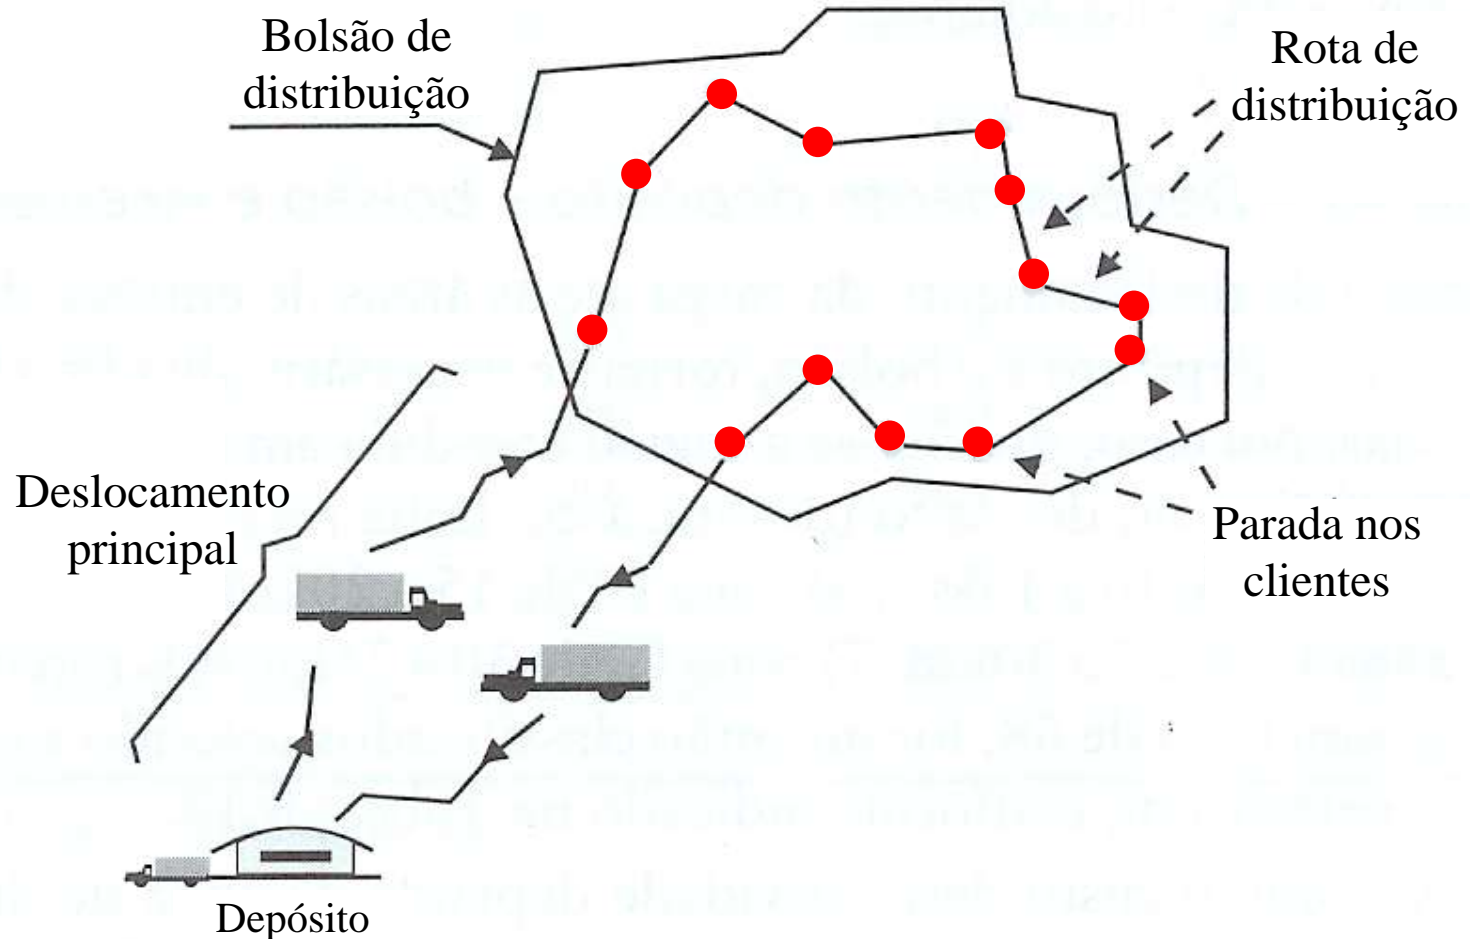 Bolsão de
distribuição
Rota de
distribuição
Deslocamento
principal
Parada nos
clientes
Depósito